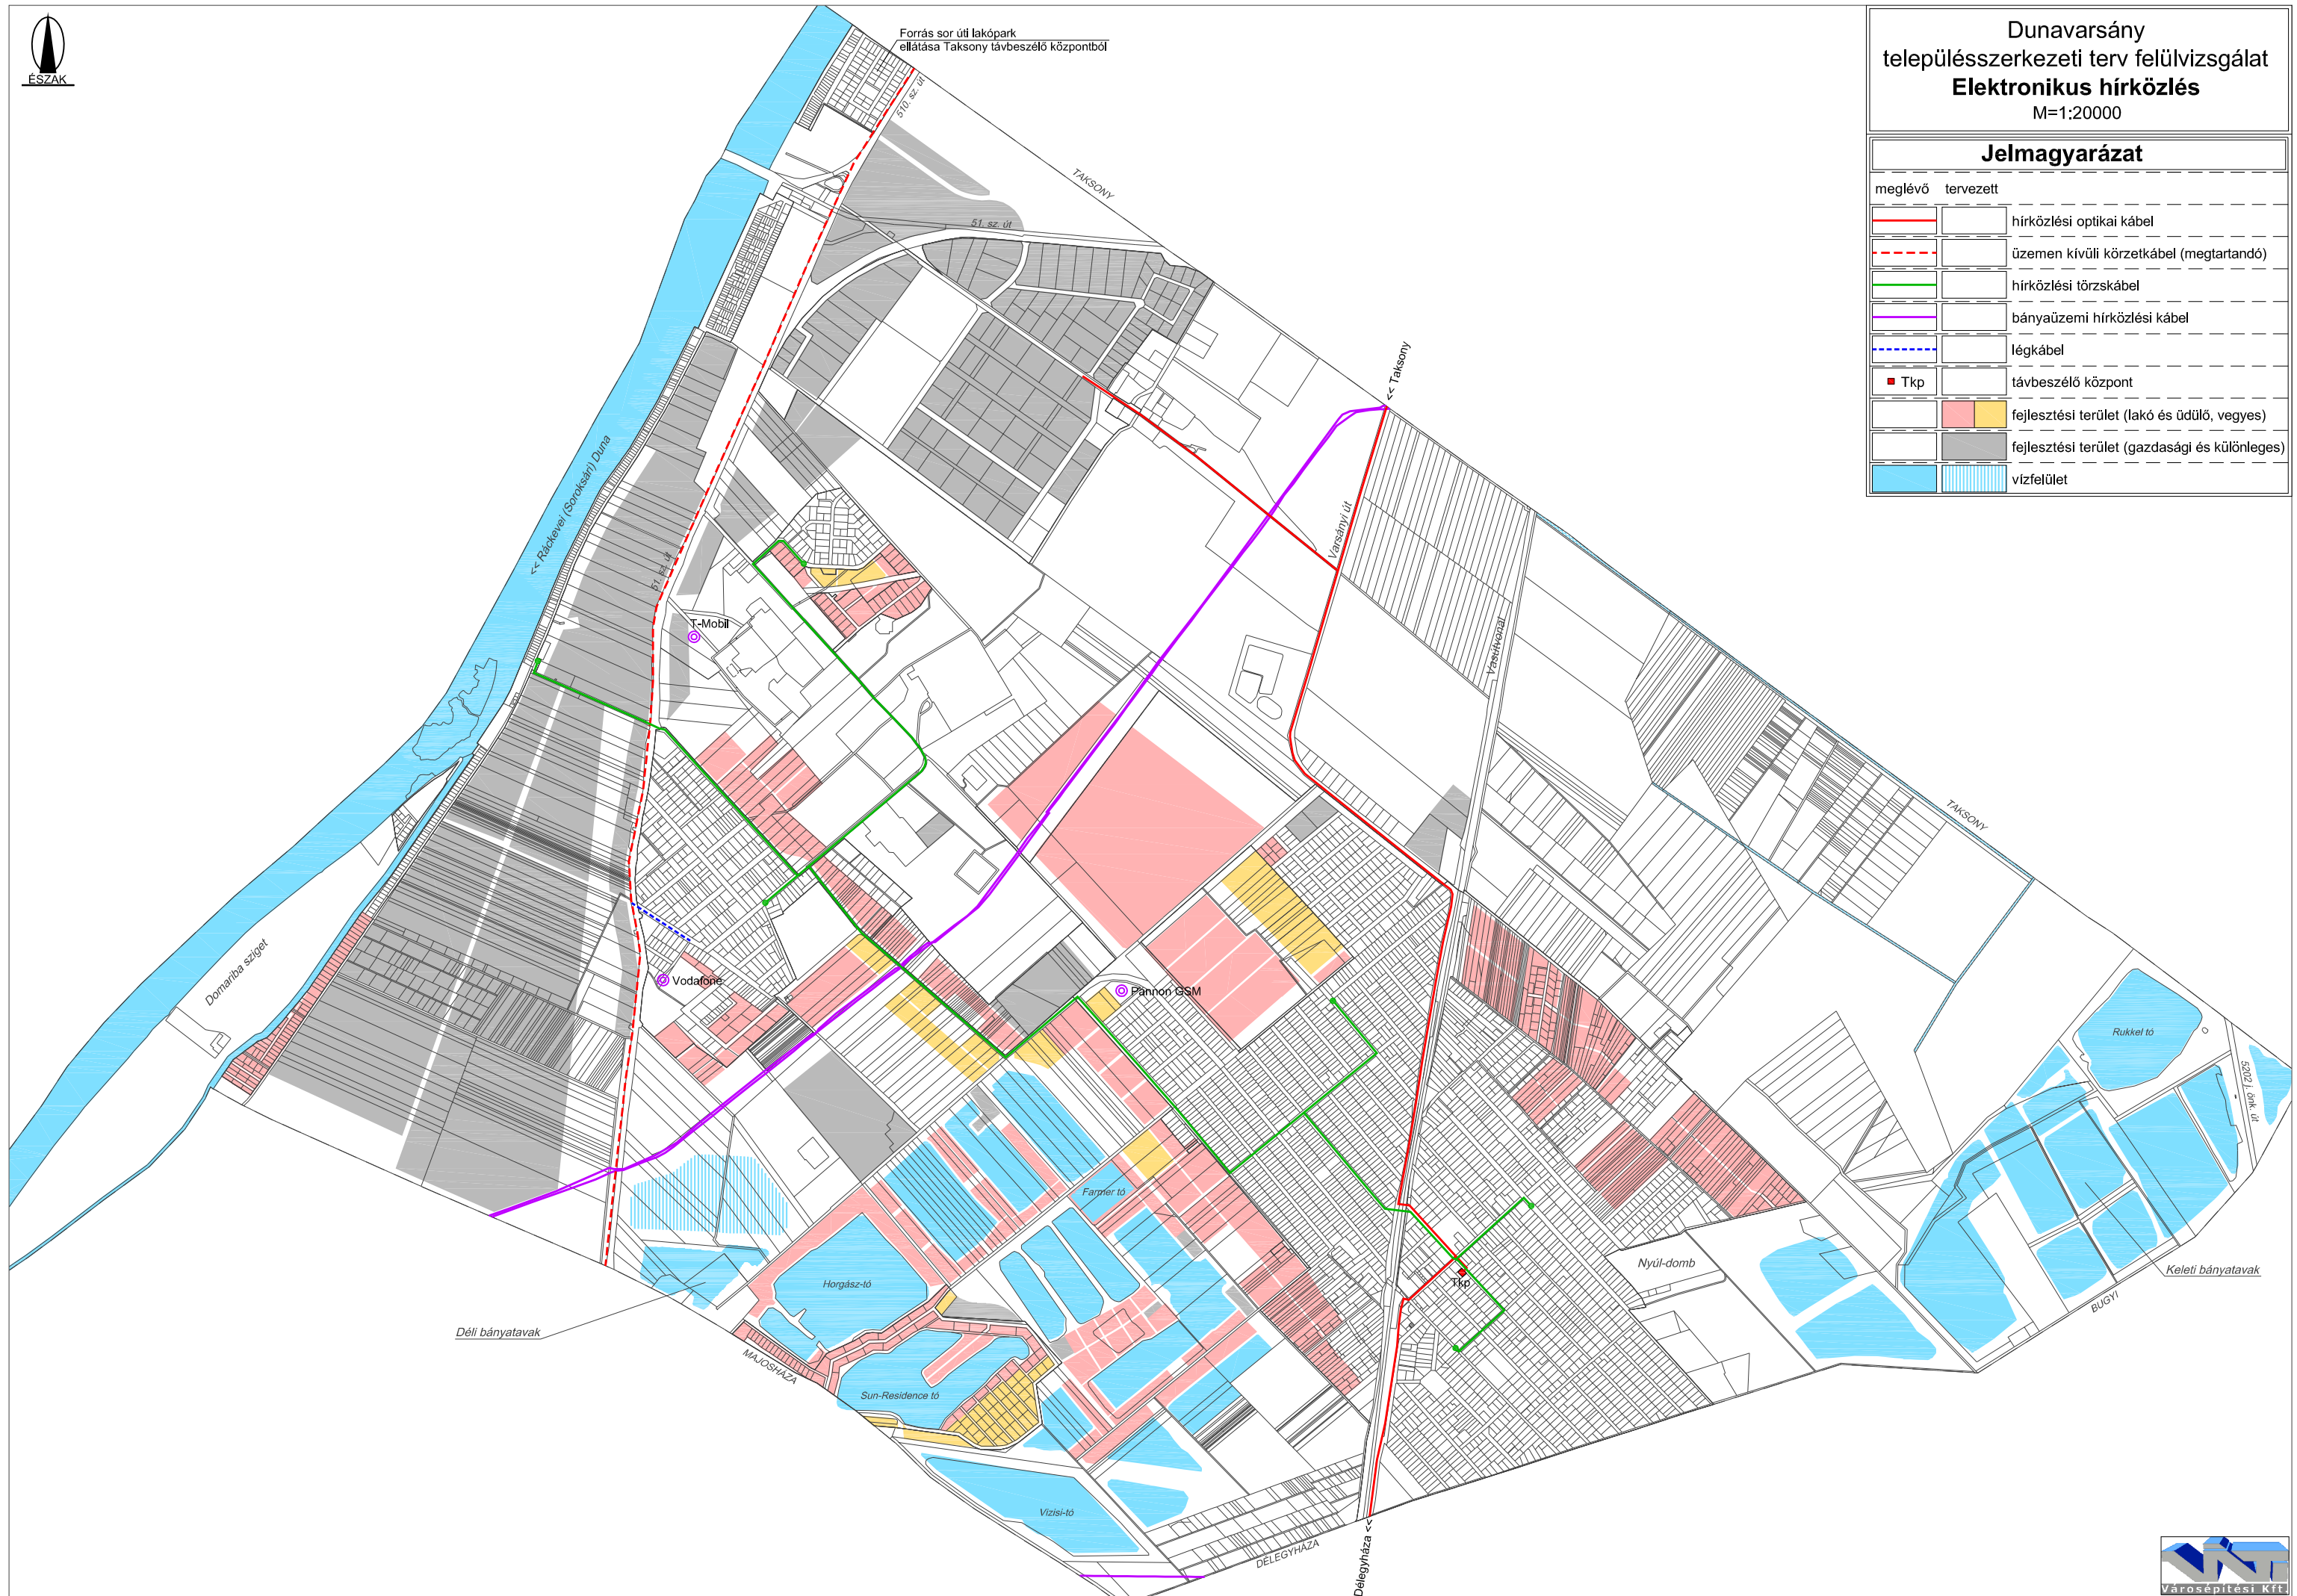 ÉSZAK
Forrás sor úti lakópark
ellátása Taksony távbeszélő központból
Dunavarsány
településszerkezeti terv felülvizsgálat
Elektronikus hírközlés
M=1:20000
Jelmagyarázat
meglévő tervezett
hírközlési optikai kábel
üzemen kívüli körzetkábel (megtartandó)
hírközlési törzskábel
bányaüzemi hírközlési kábel
légkábel
Tkp távbeszélő központ
fejlesztési terület (lakó és üdülő, vegyes)
fejlesztési terület (gazdasági és különleges)
vízfelület
510. sz. út
TAKSONY
51. sz. út
<< Taksony
<< Ráckevei (Soroksári) Duna
Varsányi út
51. sz. út
T-Mobil
Vasútvonal
TAKSONY
Domariba sziget
Vodafone
Pannon GSM
Rukkel tó
5202 j. önk. út
Farmer tó
Horgász-tó
Tkp
Nyúl-domb
Keleti bányatavak
BUGYI
Déli bányatavak
MAJOSHÁZA
Sun-Residence tó
Vizisi-tó
DÉLEGYHÁZA
Délegyháza <<
VÁTI
Városépítési Kft.